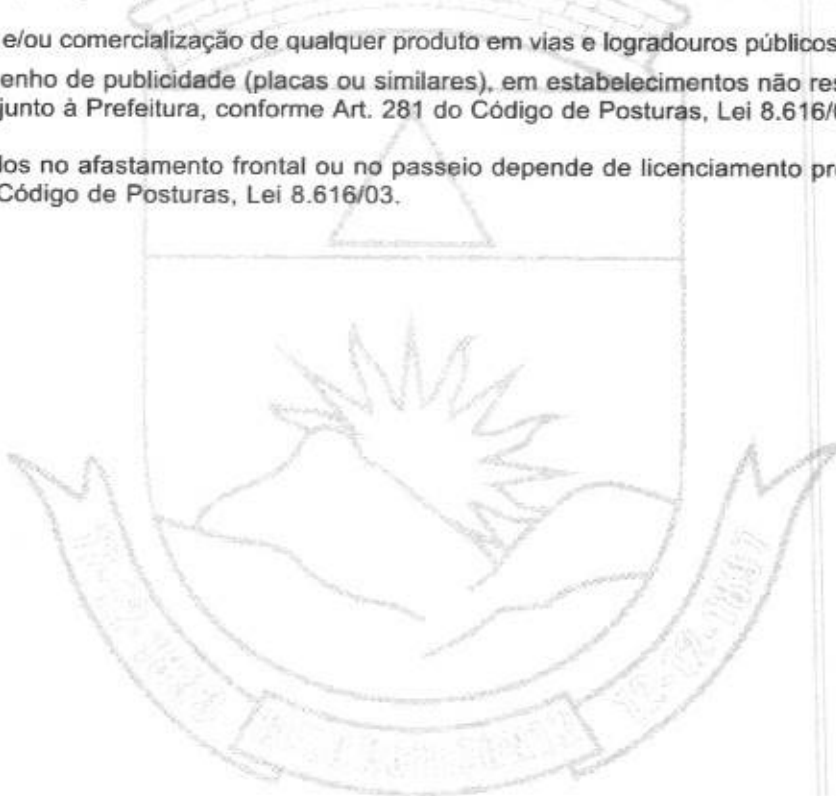 e/ou comercialização de qualquer produto em vias e logradouros públicos
enho de publicidade (placas ou similares), em estabelecimentos não res
junto à Prefeitura, conforme Art. 281 do Código de Posturas, Lei 8.616/
los no afastamento frontal ou no passeio depende de licenciamento pr
Código de Posturas, Lei 8.616/03.